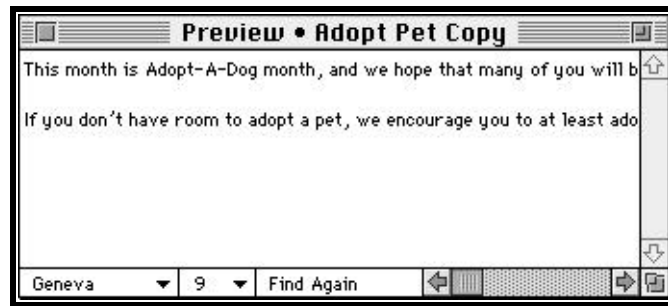 Preview • Adopt Pet Copy
This month is Adopt-A-Dog month, and we hope that many of you will b
If you don't have room to adopt a pet, we encourage you to at least ado
Geneva 9 Find Again